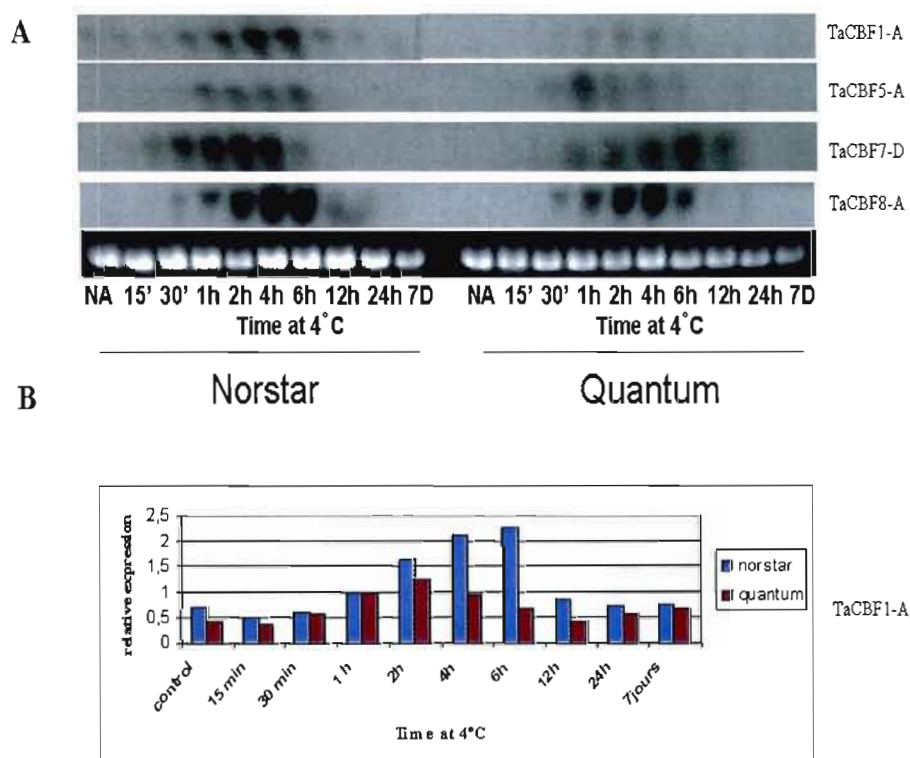 A
TaCBF1-A
TaCBF5-A
TaCBF7-D
TaCBF8-A
NA 15' 30' 1h 2h 4h 6h 12h 24h 7D
NA 15' 30' 1h 2h 4h 6h 12h 24h 7D
Time at 4°C
Time at 4°C
Norstar
Quantum
B
relative expression
2,5
2
1,5
1
0,5
0
control
15 min
30 min
1 h
2h
4h
6h
12h
24h
7jours
Time at 4°C
norstar
quantum
TaCBF1-A